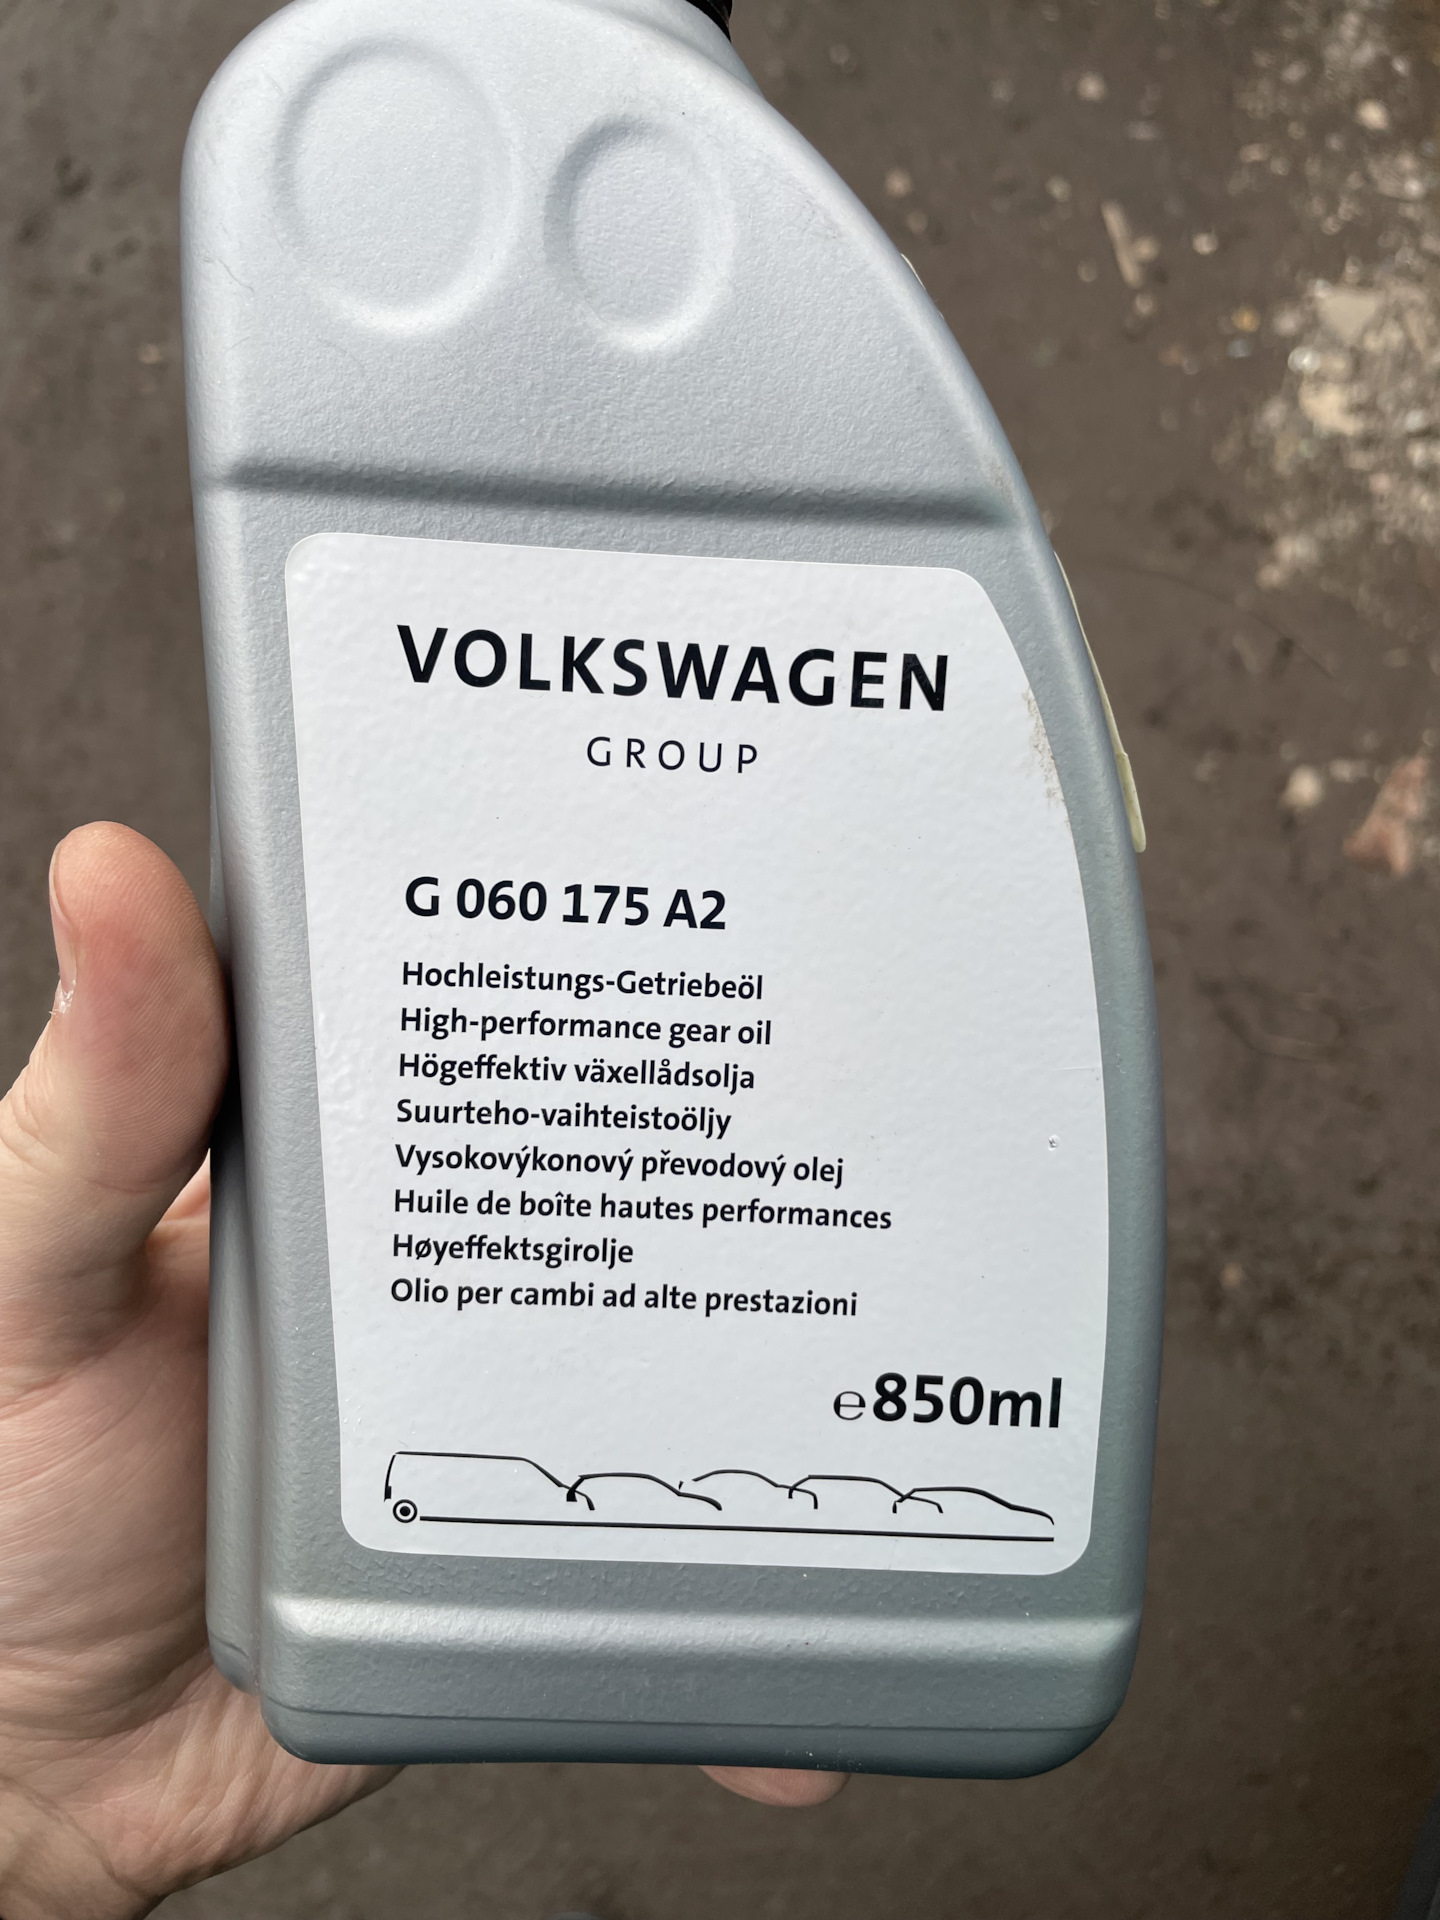 VOLKSWAGEN
GROUP
G 060 175 A2
Hochleistungs-Getriebeöl
High-performance gear oil
Högeffektiv växellådsolja
Suurteho-vaihteistoöljy
Vysokovýkonový převodový olej
Huile de boîte hautes performances
Høyeffektsgirolje
Olio per cambi ad alte prestazioni
℮850ml